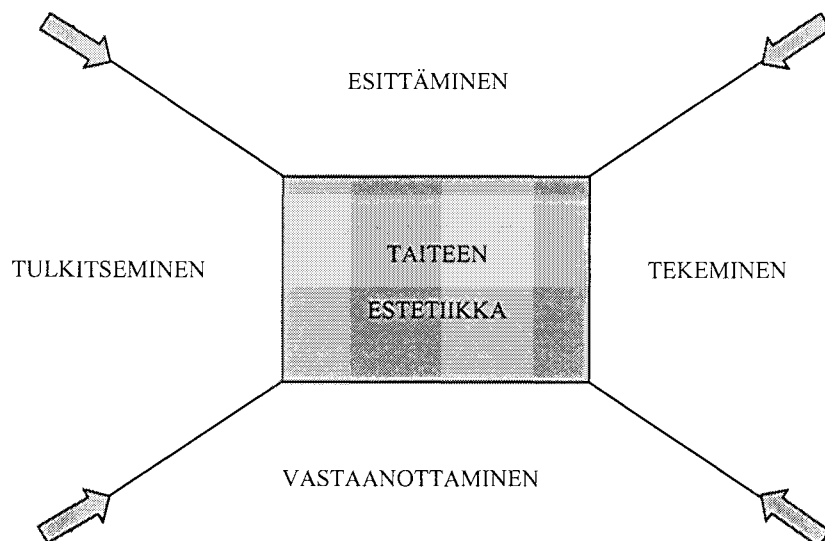 ESITTÄMINEN
TULKITSEMINEN
TAITEEN
ESTETIIKKA
TEKEMINEN
VASTAANOTTAMINEN